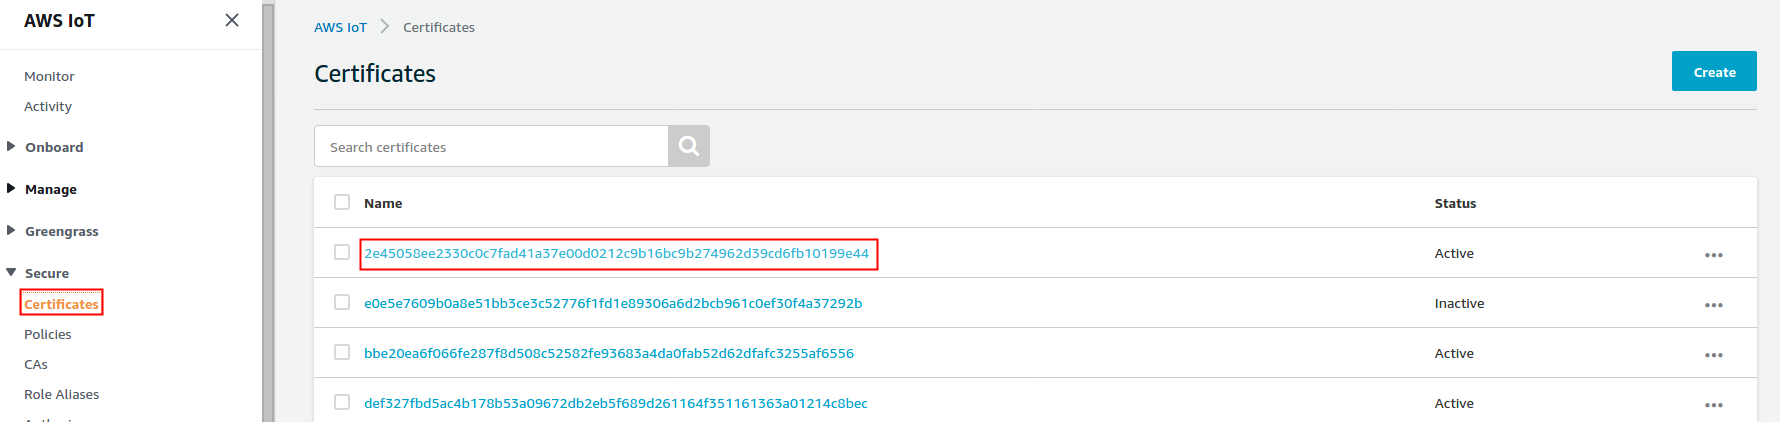 AWS IoT
Monitor
Activity
Onboard
Manage
Greengrass
Secure
Certificates
Policies
CAs
Role Aliases
AWS IoT > Certificates
Certificates
Create
Search certificates
Name Status
2e45058ee2330c0c7fad41a37e00d0212c9b16bc9b274962d39cd6fb10199e44 Active
e0e5e7609b0a8e51bb3ce3c52776f1fd1e89306a6d2bcb961c0ef30f4a37292b Inactive
bbe20ea6f066fe287f8d508c52582fe93683a4da0fab52d62dfafc3255af6556 Active
def327fbd5ac4b178b53a09672db2eb5f689d261164f351161363a01214c8bec Active